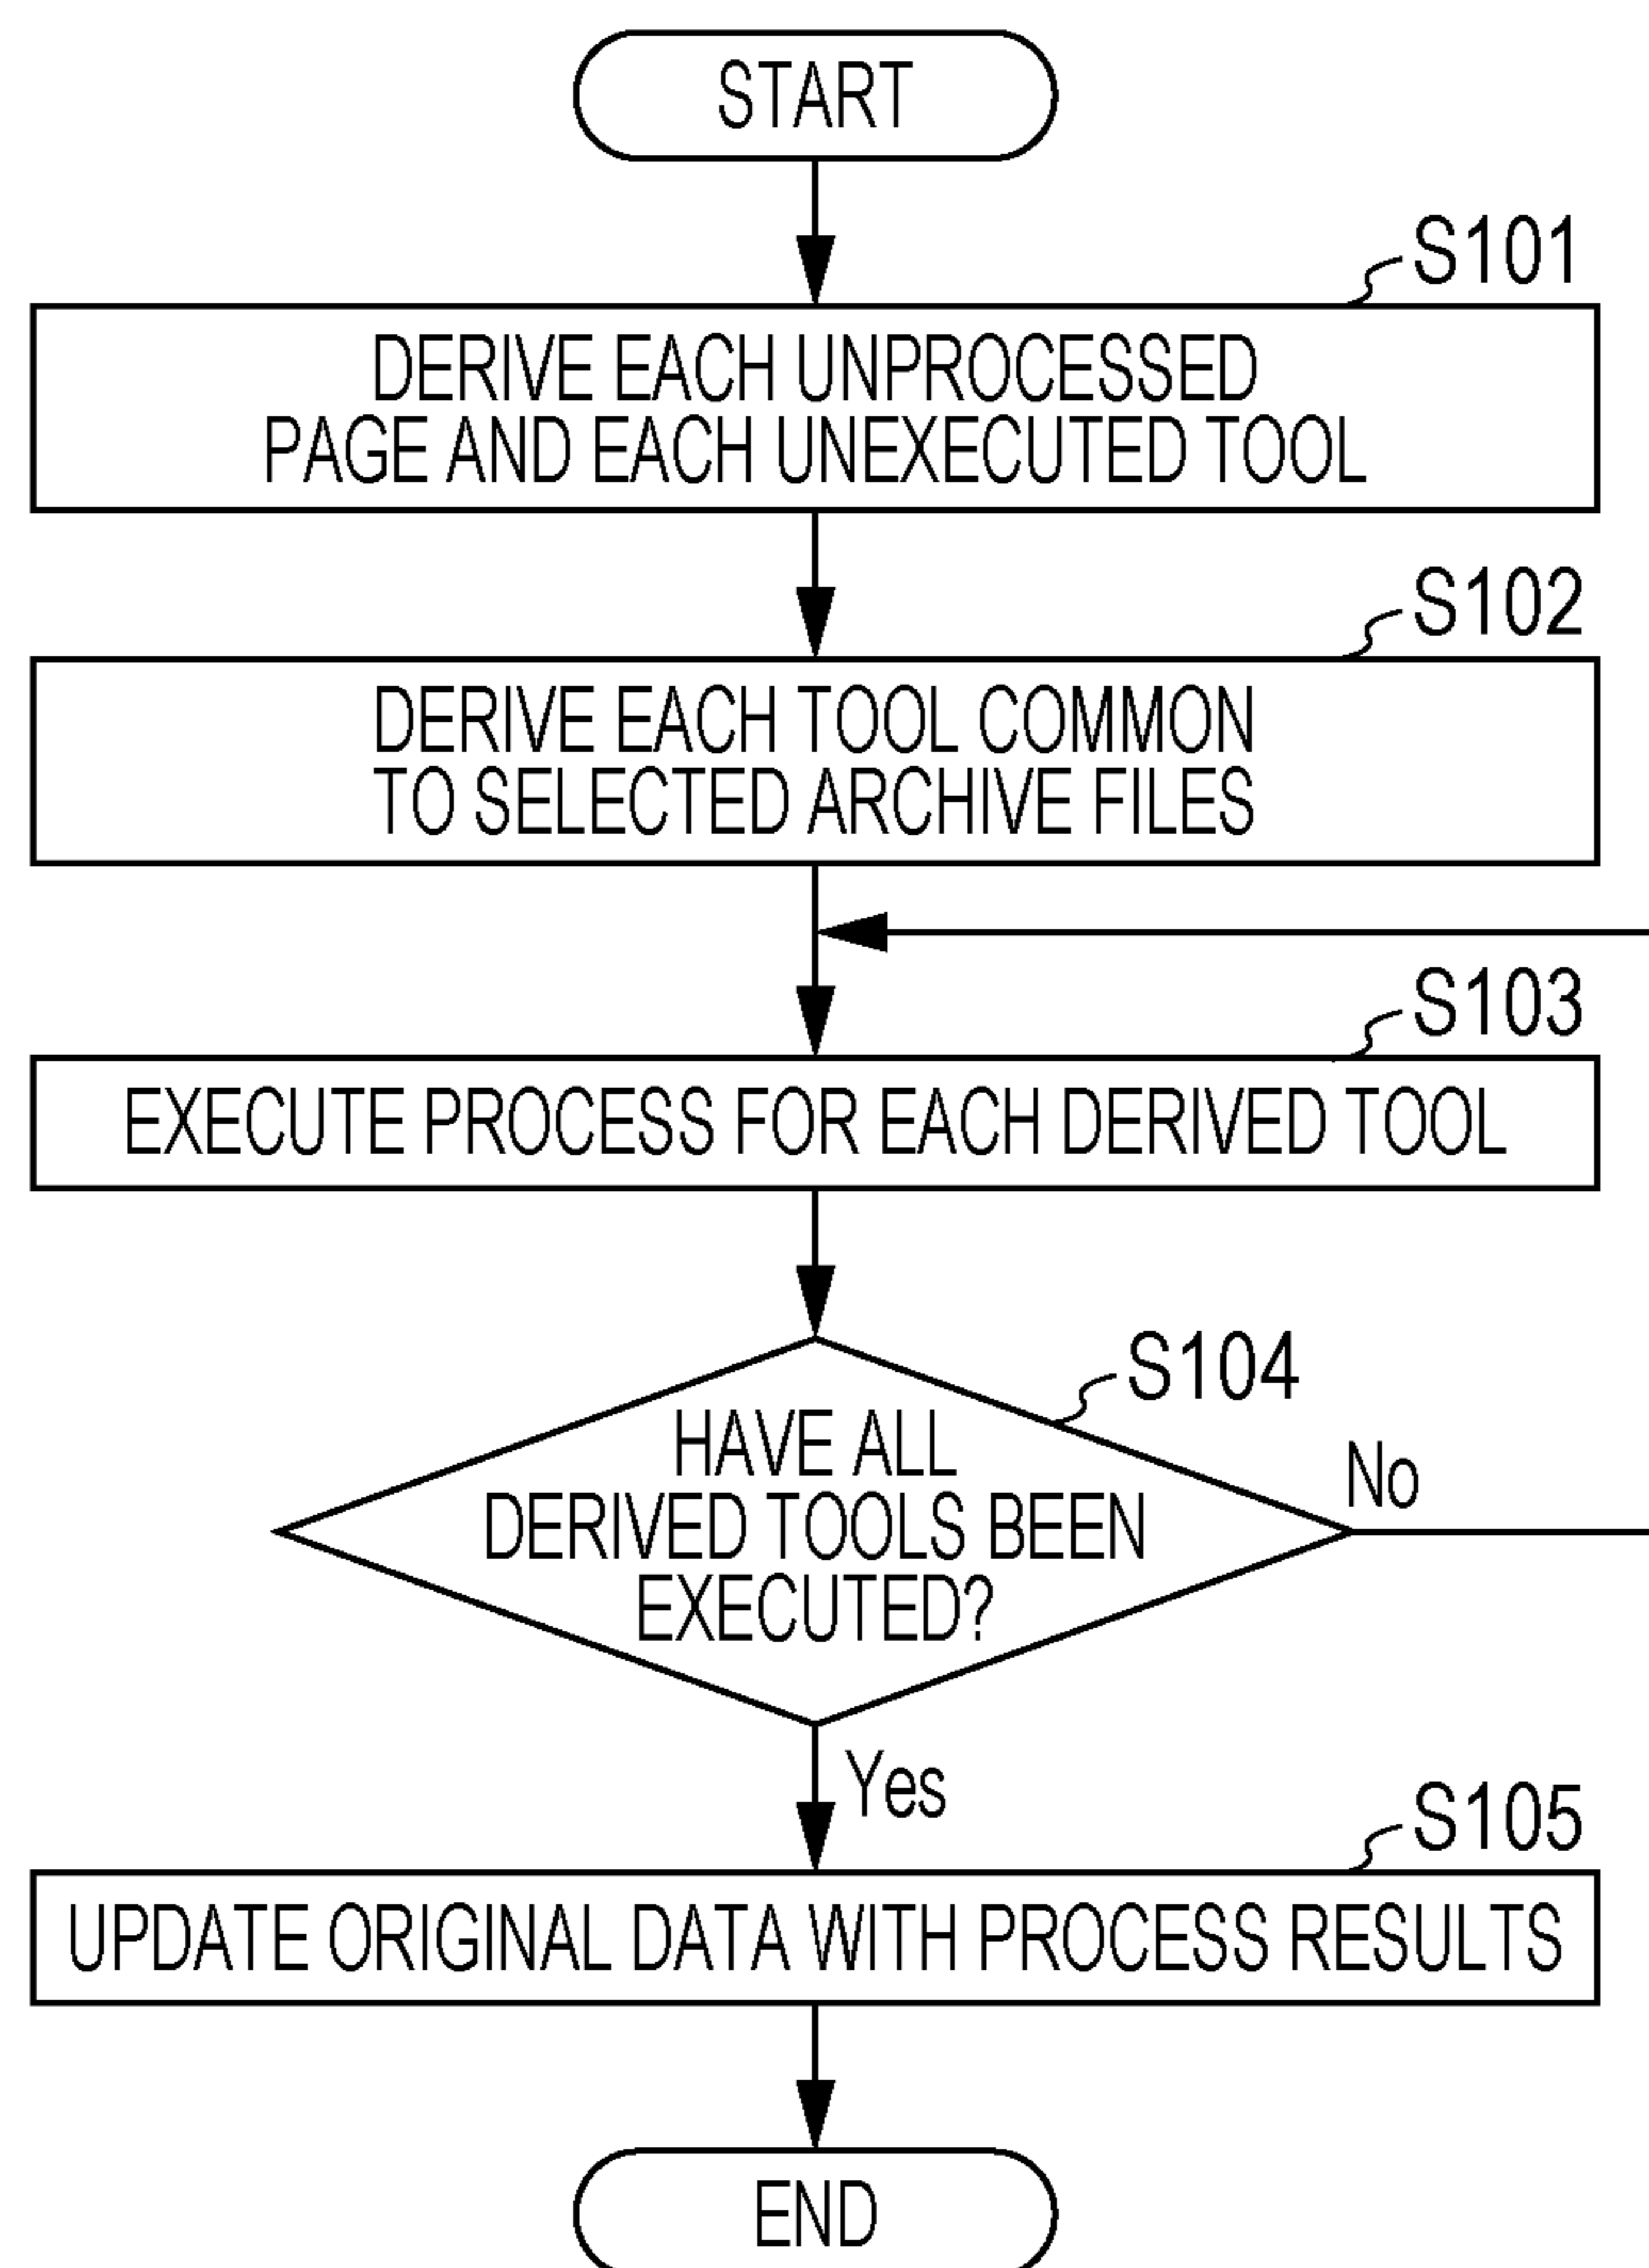 START
S101
DERIVE EACH UNPROCESSED
PAGE AND EACH UNEXECUTED TOOL
S102
DERIVE EACH TOOL COMMON
TO SELECTED ARCHIVE FILES
S103
EXECUTE PROCESS FOR EACH DERIVED TOOL
S104
HAVE ALL
DERIVED TOOLS BEEN
EXECUTED?
No
Yes
S105
UPDATE ORIGINAL DATA WITH PROCESS RESULTS
END